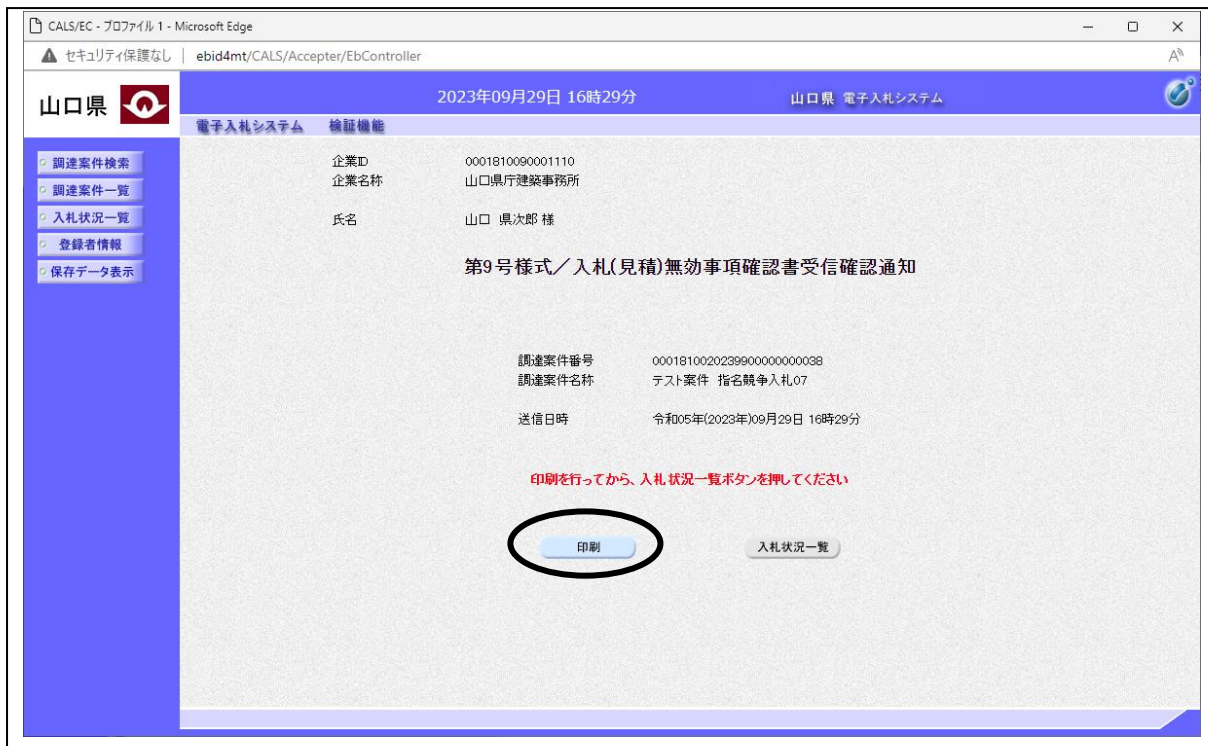 CALS/EC - プロファイル 1 - Microsoft Edge
セキュリティ保護なし | ebid4mt/CALS/Accepter/EbController
山口県
2023年09月29日 16時29分
山口県 電子入札システム
電子入札システム 検証機能
調達案件検索
調達案件一覧
入札状況一覧
登録者情報
保存データ表示
企業ID 0001810090001110
企業名称 山口県庁建築事務所
氏名 山口 県次郎 様
第9号様式／入札(見積)無効事項確認書受信確認通知
調達案件番号 0001810020239900000000038
調達案件名称 テスト案件 指名競争入札07
送信日時 令和05年(2023年)09月29日 16時29分
印刷を行ってから、入札状況一覧ボタンを押してください
印刷
入札状況一覧